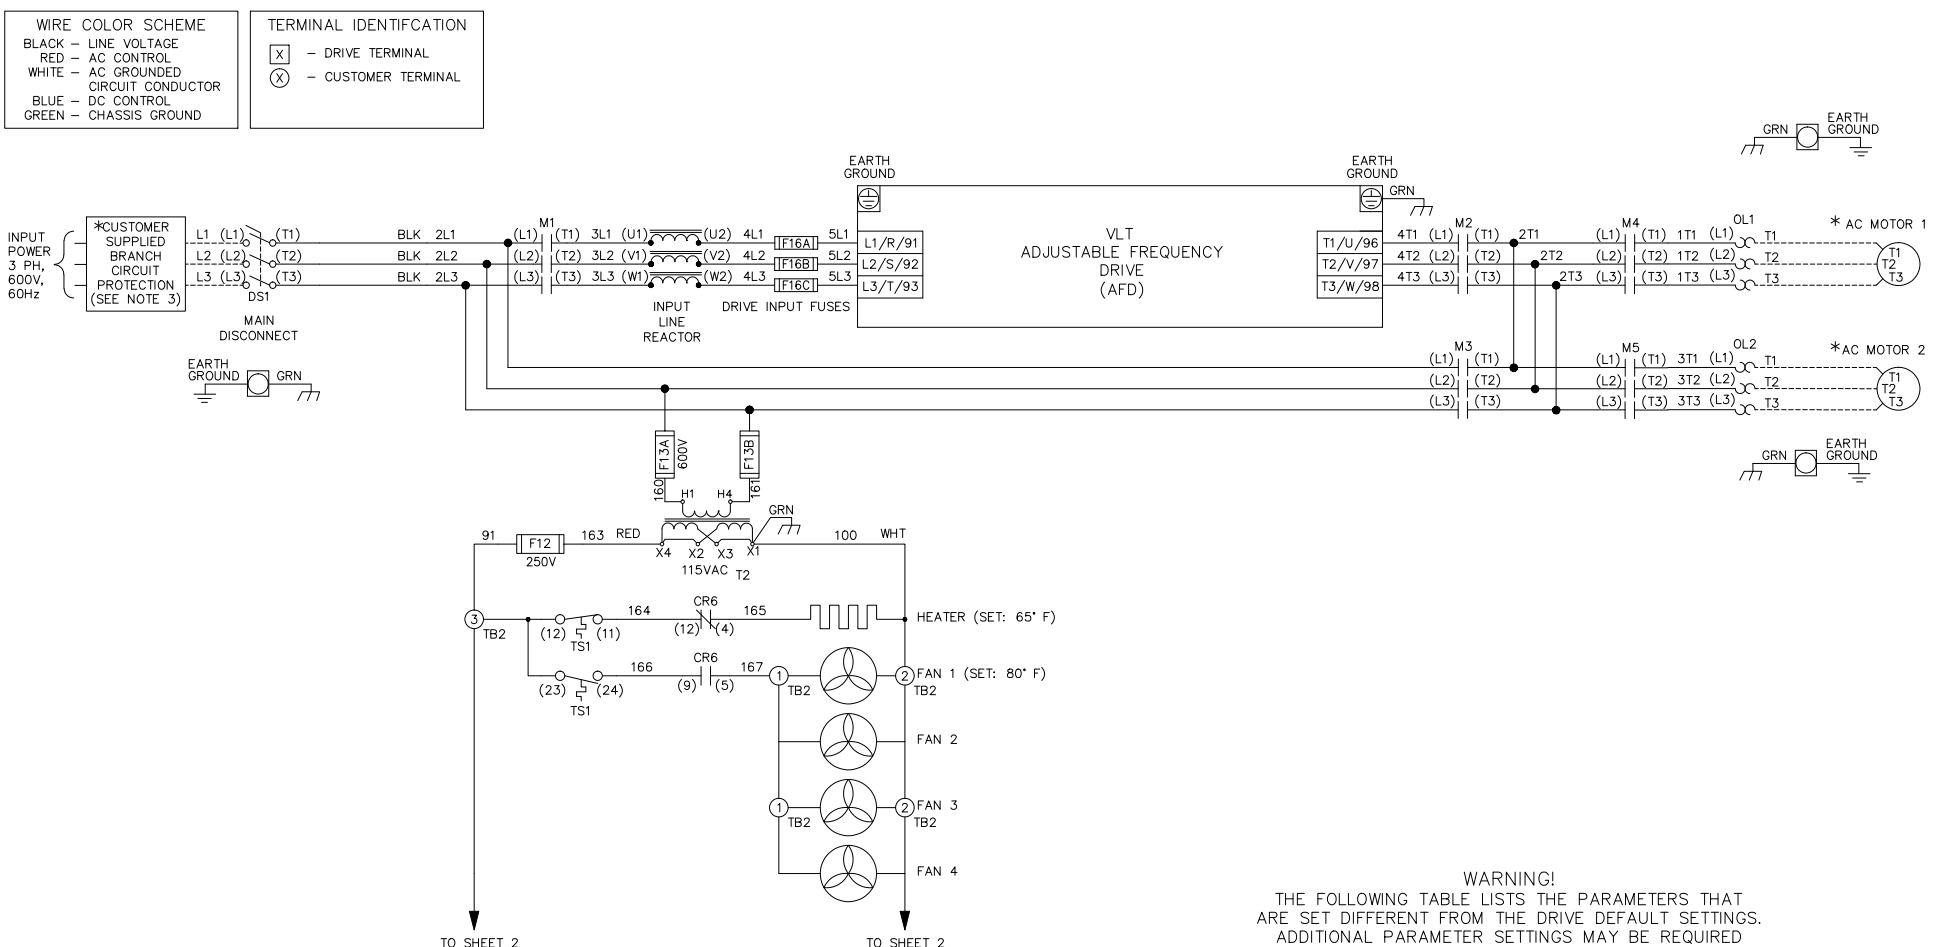 WIRE COLOR SCHEME
BLACK – LINE VOLTAGE
RED – AC CONTROL
WHITE – AC GROUNDED
CIRCUIT CONDUCTOR
BLUE – DC CONTROL
GREEN – CHASSIS GROUND
TERMINAL IDENTIFCATION
X – DRIVE TERMINAL
X – CUSTOMER TERMINAL
GRN
EARTH
GROUND
INPUT
POWER
3 PH,
600V,
60Hz
*CUSTOMER
SUPPLIED
BRANCH
CIRCUIT
PROTECTION
(SEE NOTE 3)
L1 (L1) (T1) BLK 2L1 (L1) M1 (T1) 3L1 (U1) (U2) 4L1 F16A 5L1 L1/R/91
L2 (L2) (T2) BLK 2L2 (L2) (T2) 3L2 (V1) (V2) 4L2 F16B 5L2 L2/S/92
L3 (L3) (T3) BLK 2L3 (L3) (T3) 3L3 (W1) (W2) 4L3 F16C 5L3 L3/T/93
DS1
MAIN
DISCONNECT
INPUT
LINE
REACTOR
DRIVE INPUT FUSES
EARTH
GROUND
VLT
ADJUSTABLE FREQUENCY
DRIVE
(AFD)
EARTH
GROUND
GRN
T1/U/96 4T1 (L1) M2 (T1) 2T1 (L1) M4 (T1) 1T1 (L1) OL1 T1
T2/V/97 4T2 (L2) (T2) 2T2 (L2) (T2) 1T2 (L2) T2
T3/W/98 4T3 (L3) (T3) 2T3 (L3) (T3) 1T3 (L3) T3
* AC MOTOR 1
T1
T2
T3
EARTH
GROUND
GRN
(L1) M3 (T1) (L1) M5 (T1) 3T1 (L1) OL2 T1
(L2) (T2) (L2) (T2) 3T2 (L2) T2
(L3) (T3) (L3) (T3) 3T3 (L3) T3
*AC MOTOR 2
T1
T2
T3
GRN
EARTH
GROUND
F13A
600V
F13B
160
161
H1 H4
GRN
91 F12 163 RED
250V
X4 X2 X3 X1
100 WHT
115VAC T2
3
TB2
(12) (11)
TS1
164
CR6
(12) (4)
165
HEATER (SET: 65° F)
(23) (24)
TS1
166
CR6
(9) (5)
167
1
TB2
2
TB2
FAN 1 (SET: 80° F)
FAN 2
1
TB2
2
TB2
FAN 3
FAN 4
TO SHEET 2
TO SHEET 2
WARNING!
THE FOLLOWING TABLE LISTS THE PARAMETERS THAT
ARE SET DIFFERENT FROM THE DRIVE DEFAULT SETTINGS.
ADDITIONAL PARAMETER SETTINGS MAY BE REQUIRED